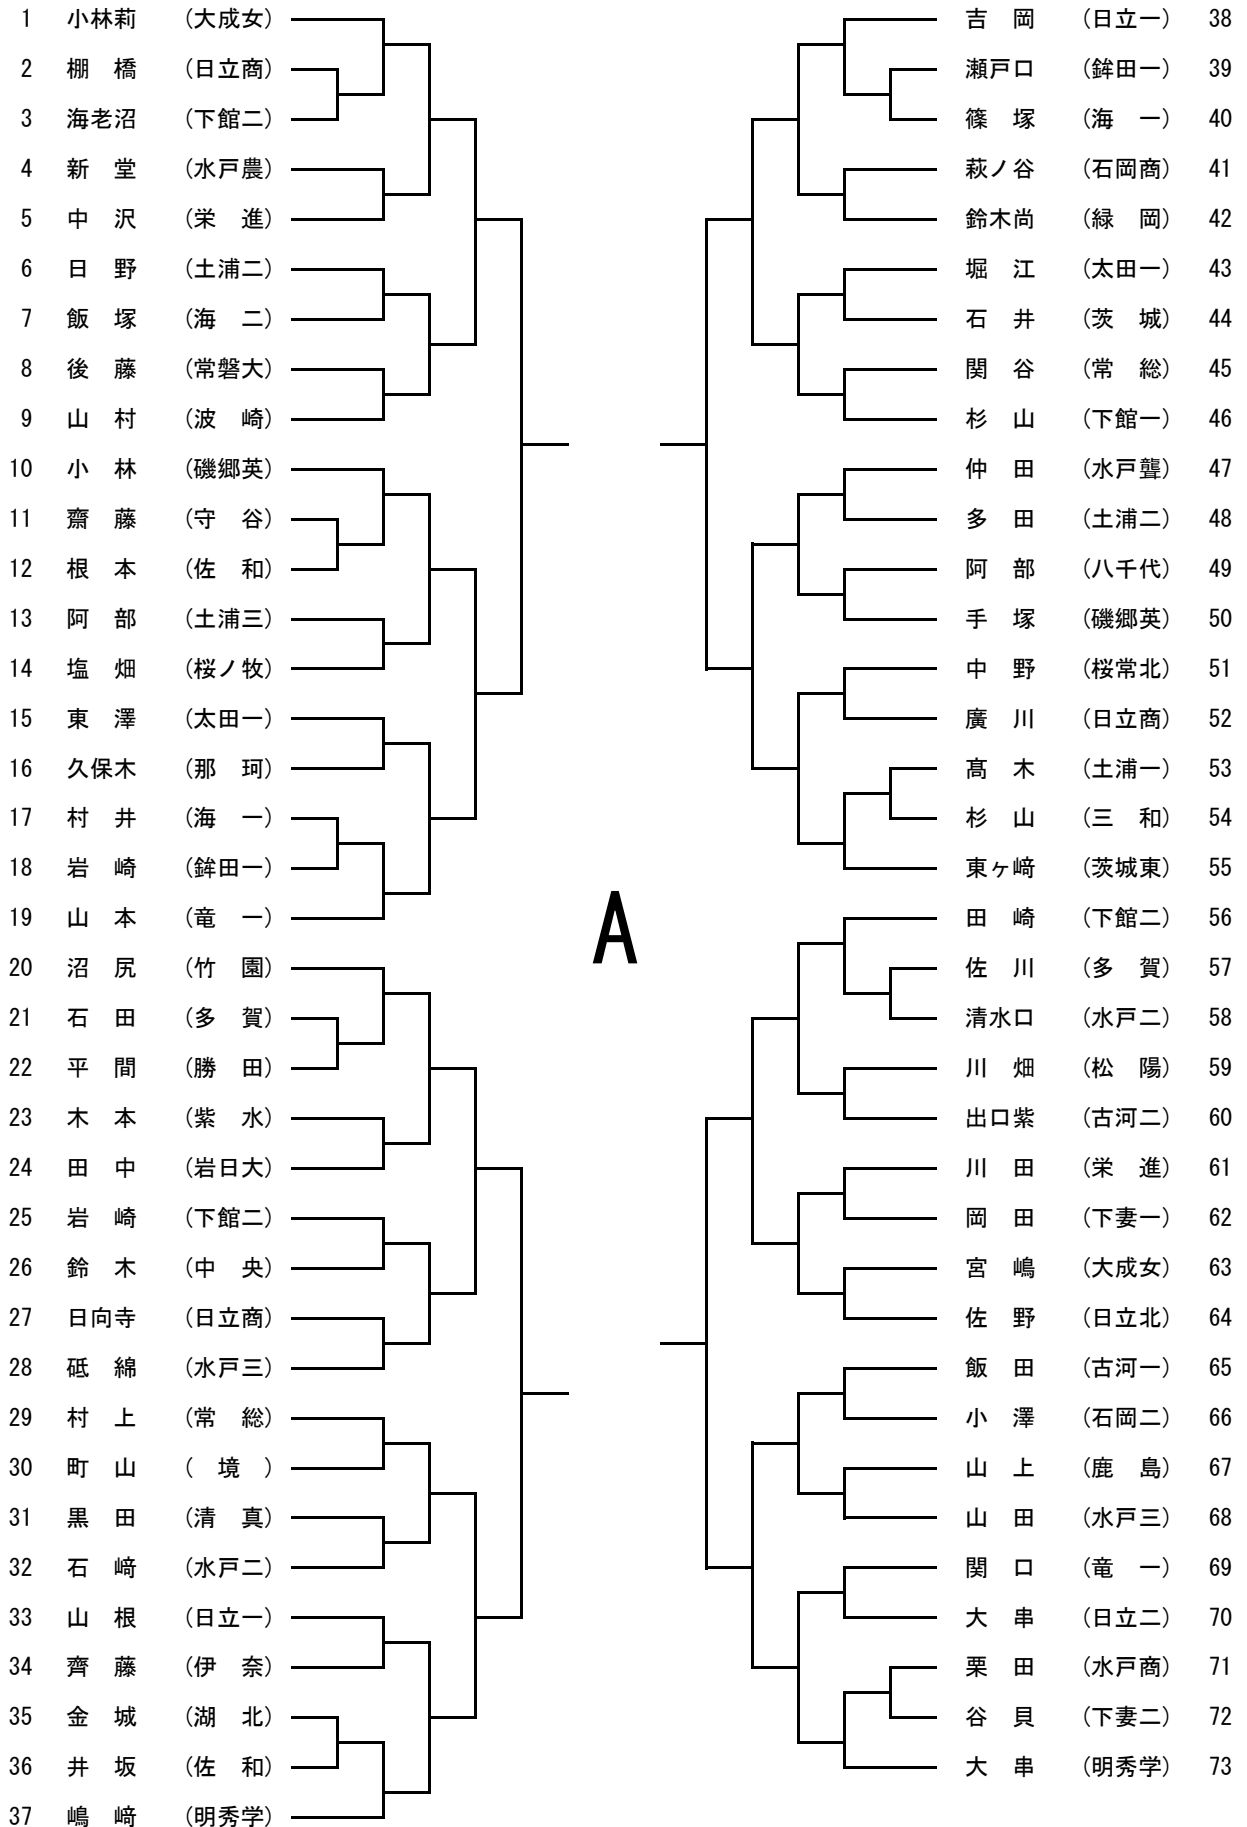 1 小林莉 (大成女)
2 棚 橋 (日立商)
3 海老沼 (下館二)
4 新 堂 (水戸農)
5 中 沢 (栄 進)
6 日 野 (土浦二)
7 飯 塚 (海 二)
8 後 藤 (常磐大)
9 山 村 (波 崎)
10 小 林 (磯郷英)
11 齋 藤 (守 谷)
12 根 本 (佐 和)
13 阿 部 (土浦三)
14 塩 畑 (桜ノ牧)
15 東 澤 (太田一)
16 久保木 (那 珂)
17 村 井 (海 一)
18 岩 崎 (鉾田一)
19 山 本 (竜 一)
20 沼 尻 (竹 園)
21 石 田 (多 賀)
22 平 間 (勝 田)
23 木 本 (紫 水)
24 田 中 (岩日大)
25 岩 崎 (下館二)
26 鈴 木 (中 央)
27 日向寺 (日立商)
28 砥 綿 (水戸三)
29 村 上 (常 総)
30 町 山 ( 境 )
31 黒 田 (清 真)
32 石 﨑 (水戸二)
33 山 根 (日立一)
34 齊 藤 (伊 奈)
35 金 城 (湖 北)
36 井 坂 (佐 和)
37 嶋 﨑 (明秀学)
A
吉 岡 (日立一) 38
瀬戸口 (鉾田一) 39
篠 塚 (海 一) 40
萩ノ谷 (石岡商) 41
鈴木尚 (緑 岡) 42
堀 江 (太田一) 43
石 井 (茨 城) 44
関 谷 (常 総) 45
杉 山 (下館一) 46
仲 田 (水戸聾) 47
多 田 (土浦二) 48
阿 部 (八千代) 49
手 塚 (磯郷英) 50
中 野 (桜常北) 51
廣 川 (日立商) 52
髙 木 (土浦一) 53
杉 山 (三 和) 54
東ヶ﨑 (茨城東) 55
田 崎 (下館二) 56
佐 川 (多 賀) 57
清水口 (水戸二) 58
川 畑 (松 陽) 59
出口紫 (古河二) 60
川 田 (栄 進) 61
岡 田 (下妻一) 62
宮 嶋 (大成女) 63
佐 野 (日立北) 64
飯 田 (古河一) 65
小 澤 (石岡二) 66
山 上 (鹿 島) 67
山 田 (水戸三) 68
関 口 (竜 一) 69
大 串 (日立二) 70
栗 田 (水戸商) 71
谷 貝 (下妻二) 72
大 串 (明秀学) 73